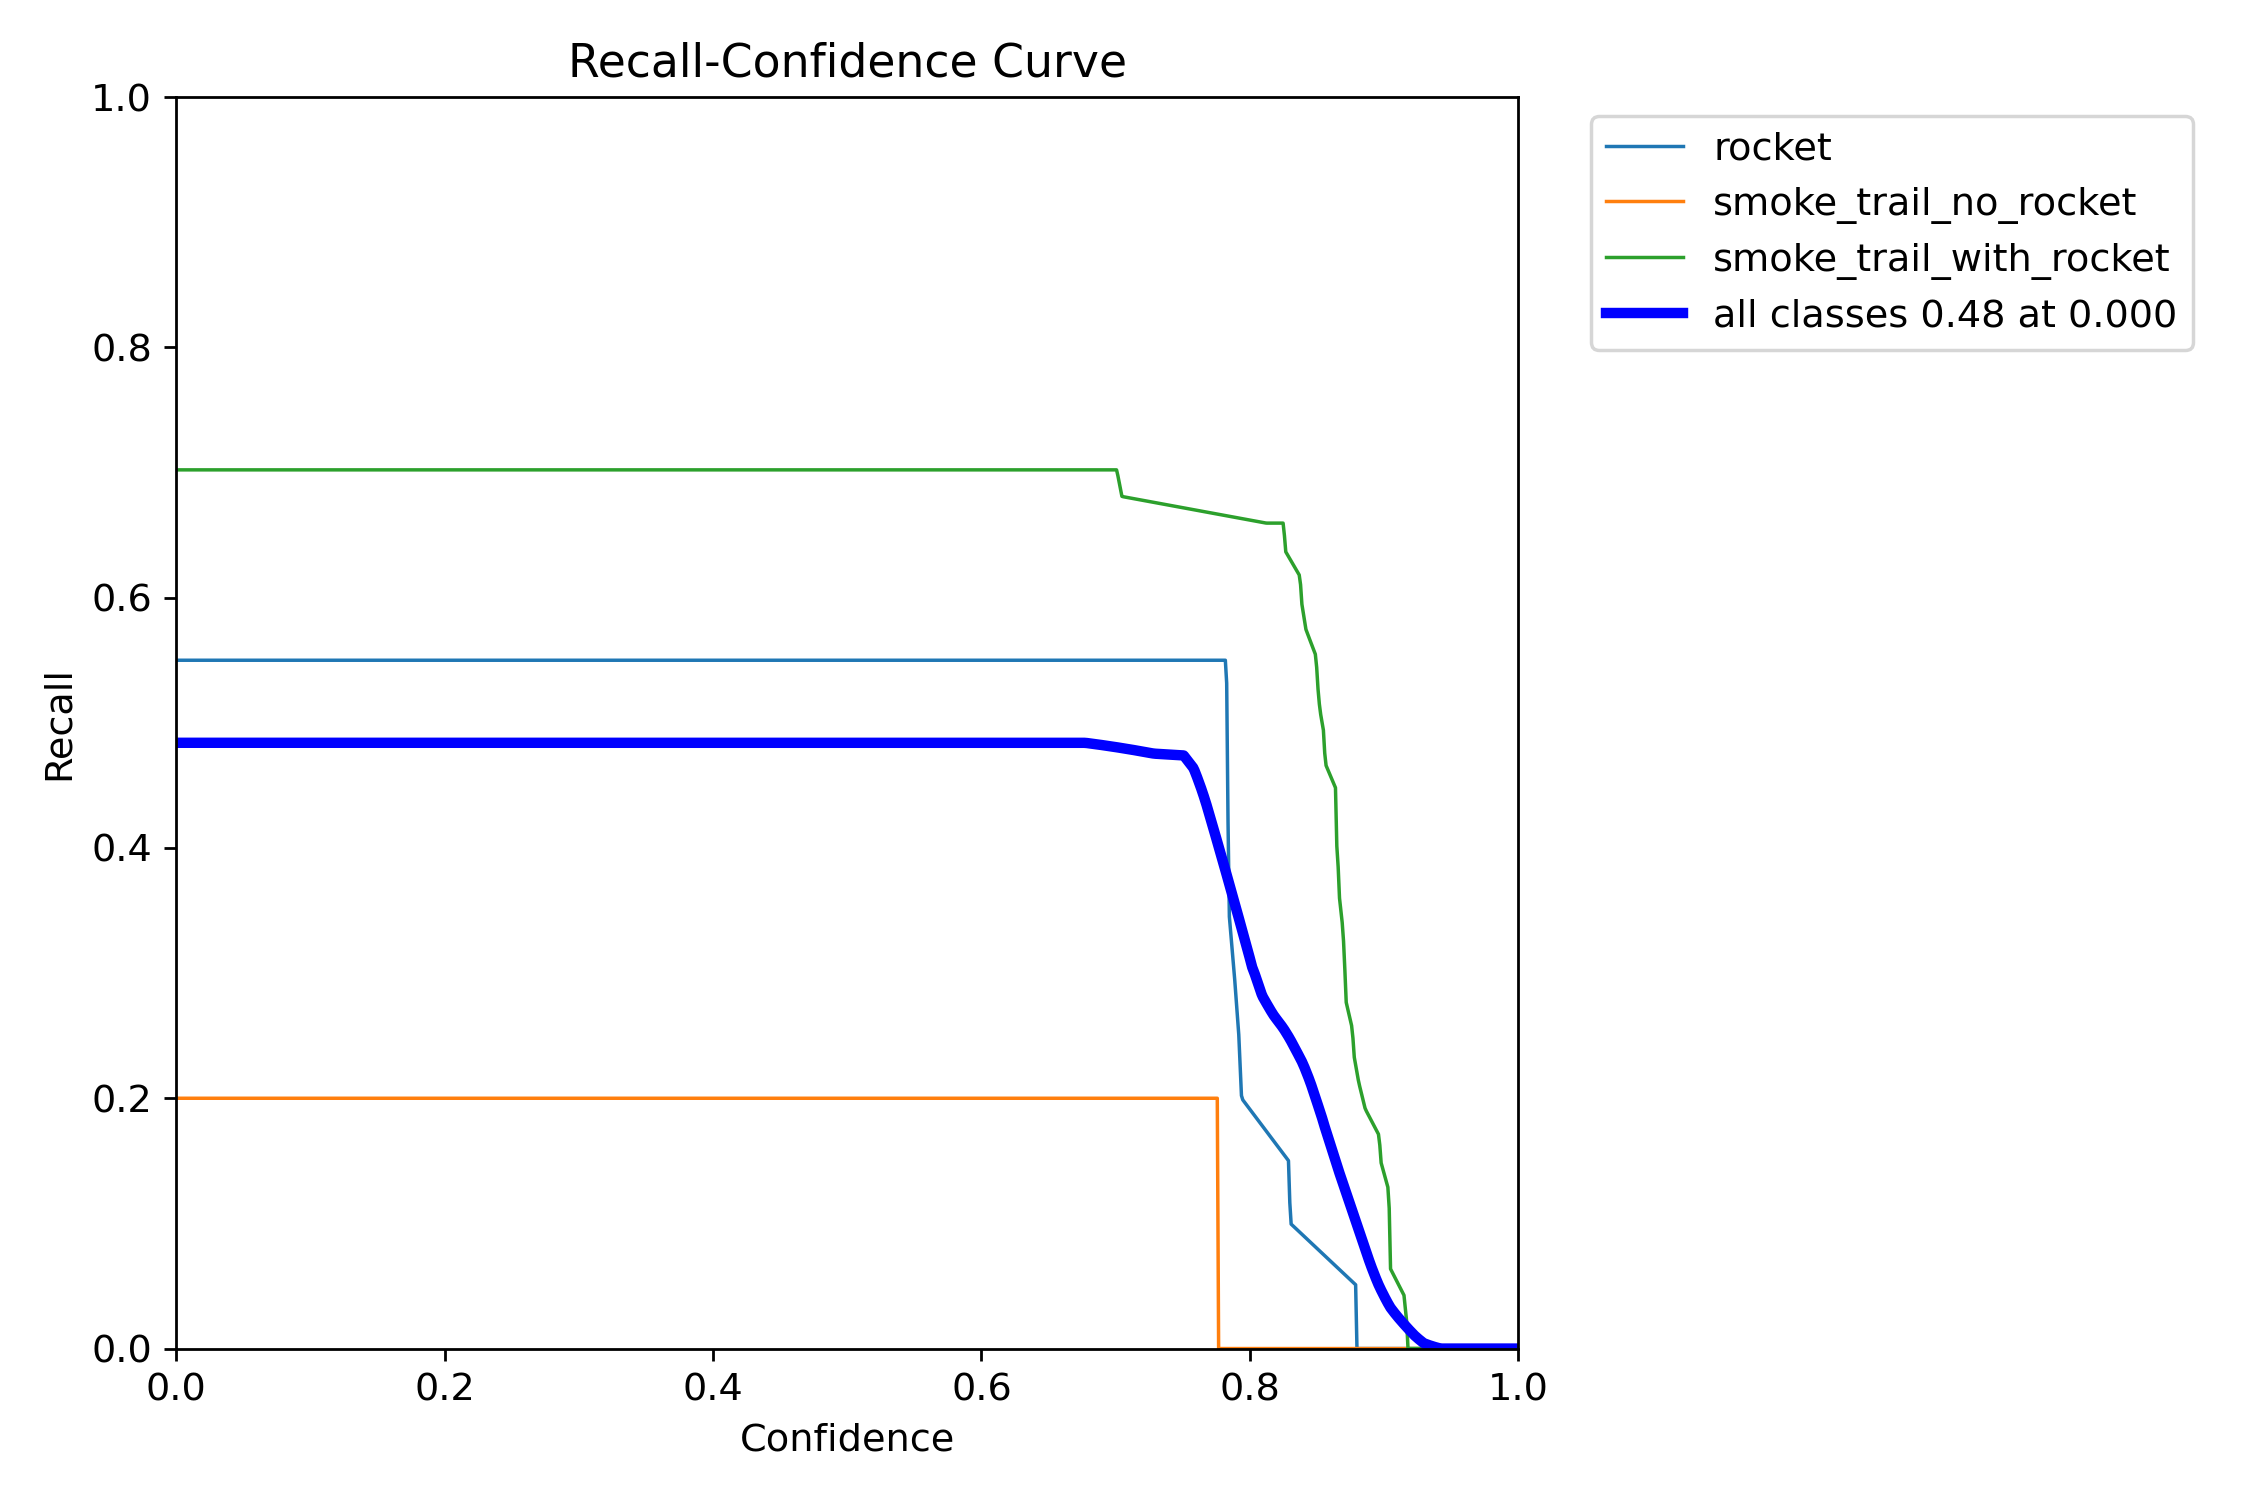 Recall-Confidence Curve
1.0
0.8
0.6
0.4
0.2
0.0
Recall
0.0 0.2 0.4 0.6 0.8 1.0
Confidence
rocket
smoke_trail_no_rocket
smoke_trail_with_rocket
all classes 0.48 at 0.000